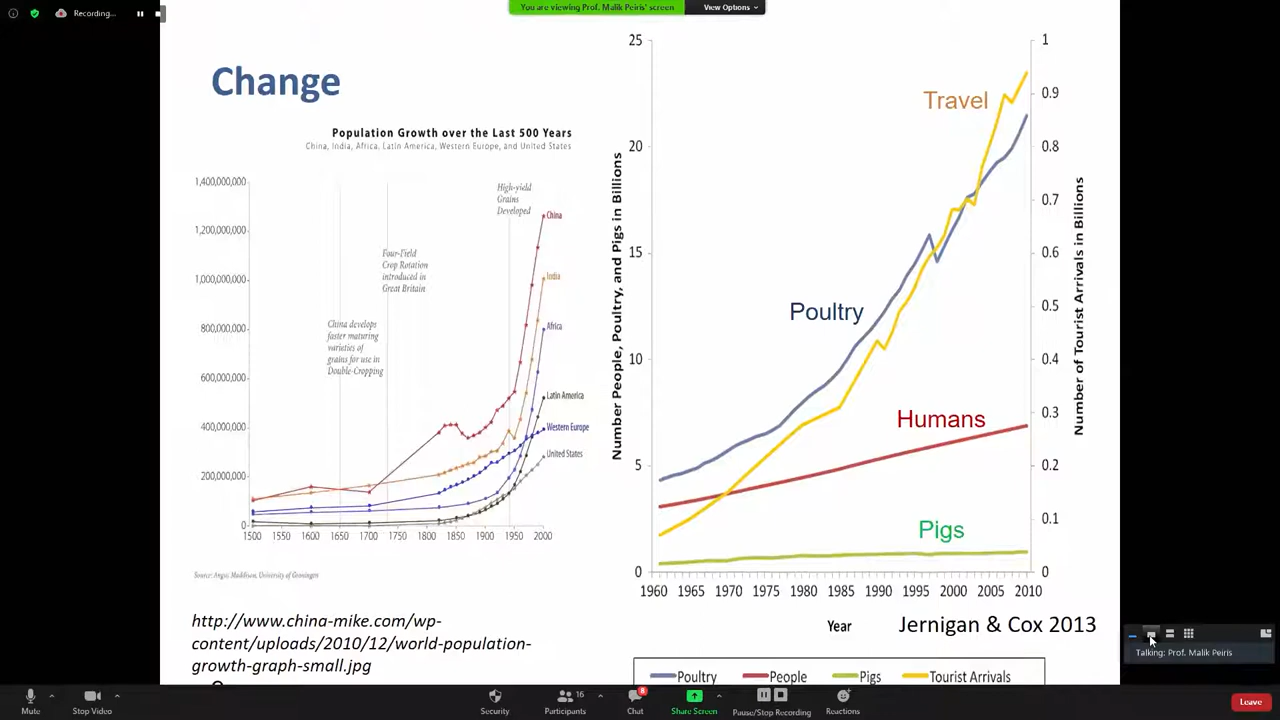 Recording...
You are viewing Prof. Malik Peiris' screen
View Options
Change
Population Growth over the Last 500 Years
China, India, Africa, Latin America, Western Europe, and United States
1,400,000,000
1,200,000,000
1,000,000,000
800,000,000
600,000,000
400,000,000
200,000,000
0
High-yield
Grains
Developed
Four-Field
Crop Rotation
introduced in
Great Britain
China develops
faster maturing
varieties of
grains for use in
Double-Cropping
China
India
Africa
Latin America
Western Europe
United States
1500 1550 1600 1650 1700 1750 1800 1850 1900 1950 2000
Source: Angus Maddison, University of Groningen
http://www.china-mike.com/wp-
content/uploads/2010/12/world-population-
growth-graph-small.jpg
Number People, Poultry, and Pigs in Billions
25
20
15
10
5
0
Travel
Poultry
Humans
Pigs
1
0.9
0.8
0.7
0.6
0.5
0.4
0.3
0.2
0.1
0
Number of Tourist Arrivals in Billions
1960 1965 1970 1975 1980 1985 1990 1995 2000 2005 2010
Year
Jernigan & Cox 2013
Poultry People Pigs Tourist Arrivals
Talking: Prof. Malik Peiris
Mute
Stop Video
Security
16
Participants
8
Chat
Share Screen
Pause/Stop Recording
Reactions
Leave